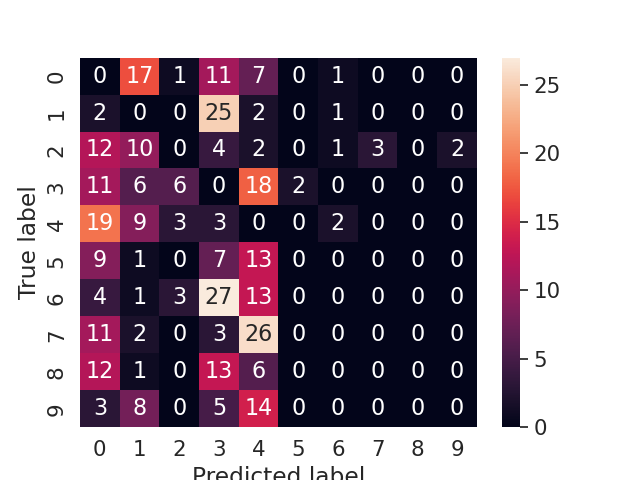 0 0 17 1 11 7 0 1 0 0 0
1 2 0 0 25 2 0 1 0 0 0
2 12 10 0 4 2 0 1 3 0 2
3 11 6 6 0 18 2 0 0 0 0
4 19 9 3 3 0 0 2 0 0 0
5 9 1 0 7 13 0 0 0 0 0
6 4 1 3 27 13 0 0 0 0 0
7 11 2 0 3 26 0 0 0 0 0
8 12 1 0 13 6 0 0 0 0 0
9 3 8 0 5 14 0 0 0 0 0
0 1 2 3 4 5 6 7 8 9
True label
Predicted label
25
20
15
10
5
0